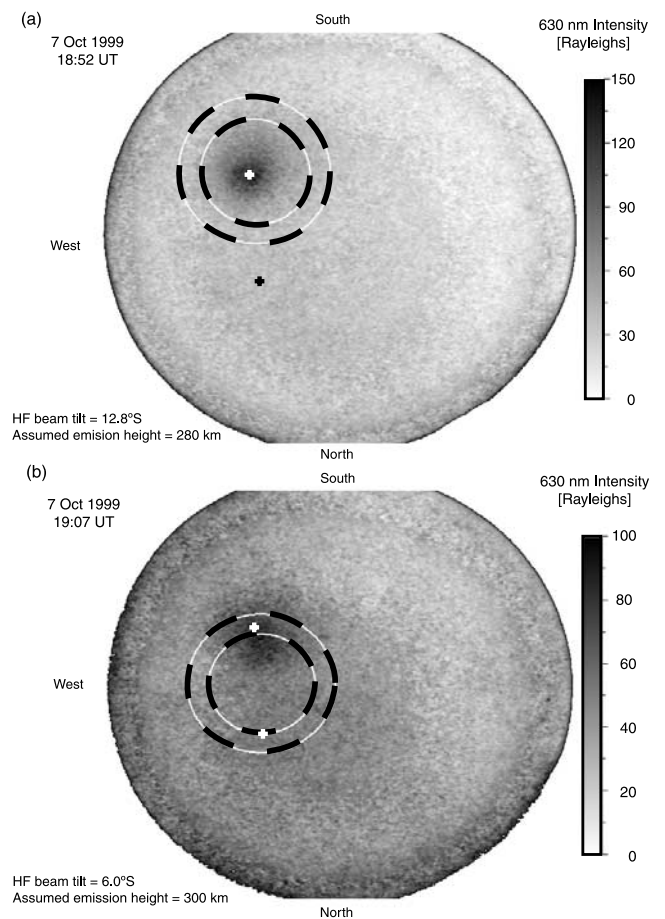 (a)
South
7 Oct 1999
18:52 UT
630 nm Intensity
[Rayleighs]
150
120
90
60
30
0
West
HF beam tilt = 12.8ºS
Assumed emision height = 280 km
North
(b)
South
7 Oct 1999
19:07 UT
630 nm Intensity
[Rayleighs]
100
80
60
40
20
0
West
HF beam tilt = 6.0ºS
Assumed emission height = 300 km
North